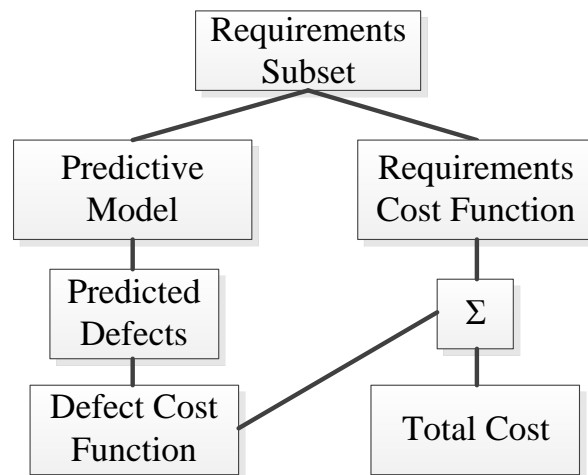 Requirements
Subset
Predictive
Model
Requirements
Cost Function
Predicted
Defects
Σ
Defect Cost
Function
Total Cost